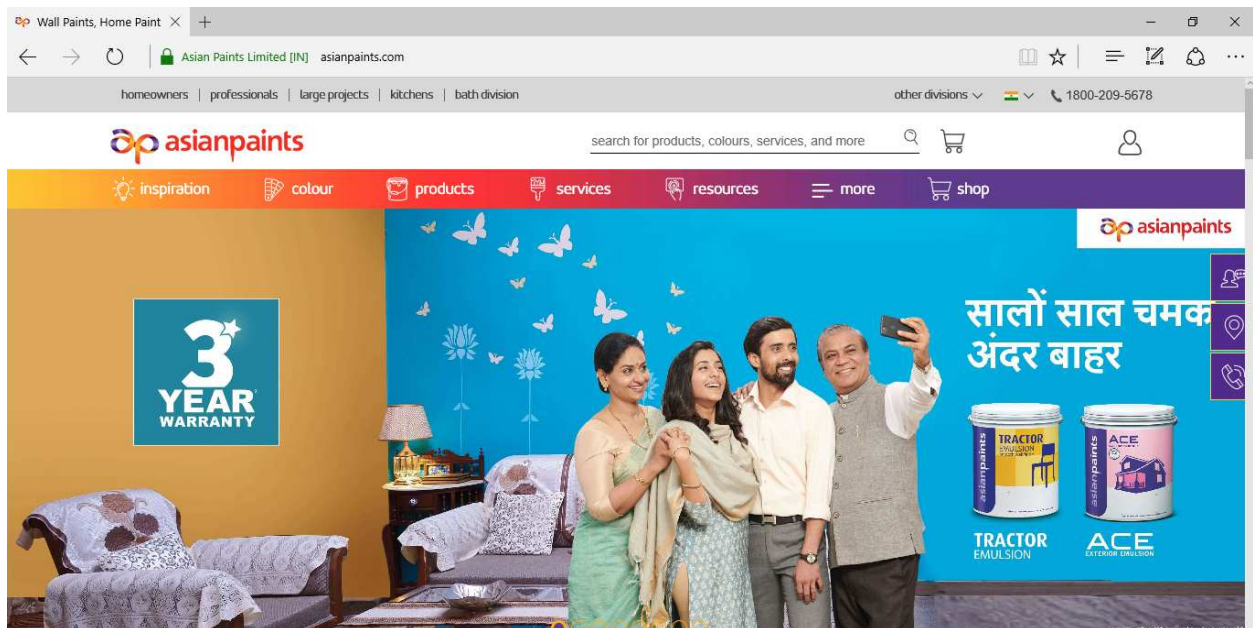 Wall Paints, Home Paint
Asian Paints Limited [IN] asianpaints.com
homeowners | professionals | large projects | kitchens | bath division
other divisions
1800-209-5678
asianpaints
search for products, colours, services, and more
inspiration colour products services resources more shop
asianpaints
3
YEAR
WARRANTY
सालों साल चमक
अंदर बाहर
asianpaints
TRACTOR
EMULSION
asianpaints
ACE
TRACTOR
EMULSION
ACE
EXTERIOR EMULSION